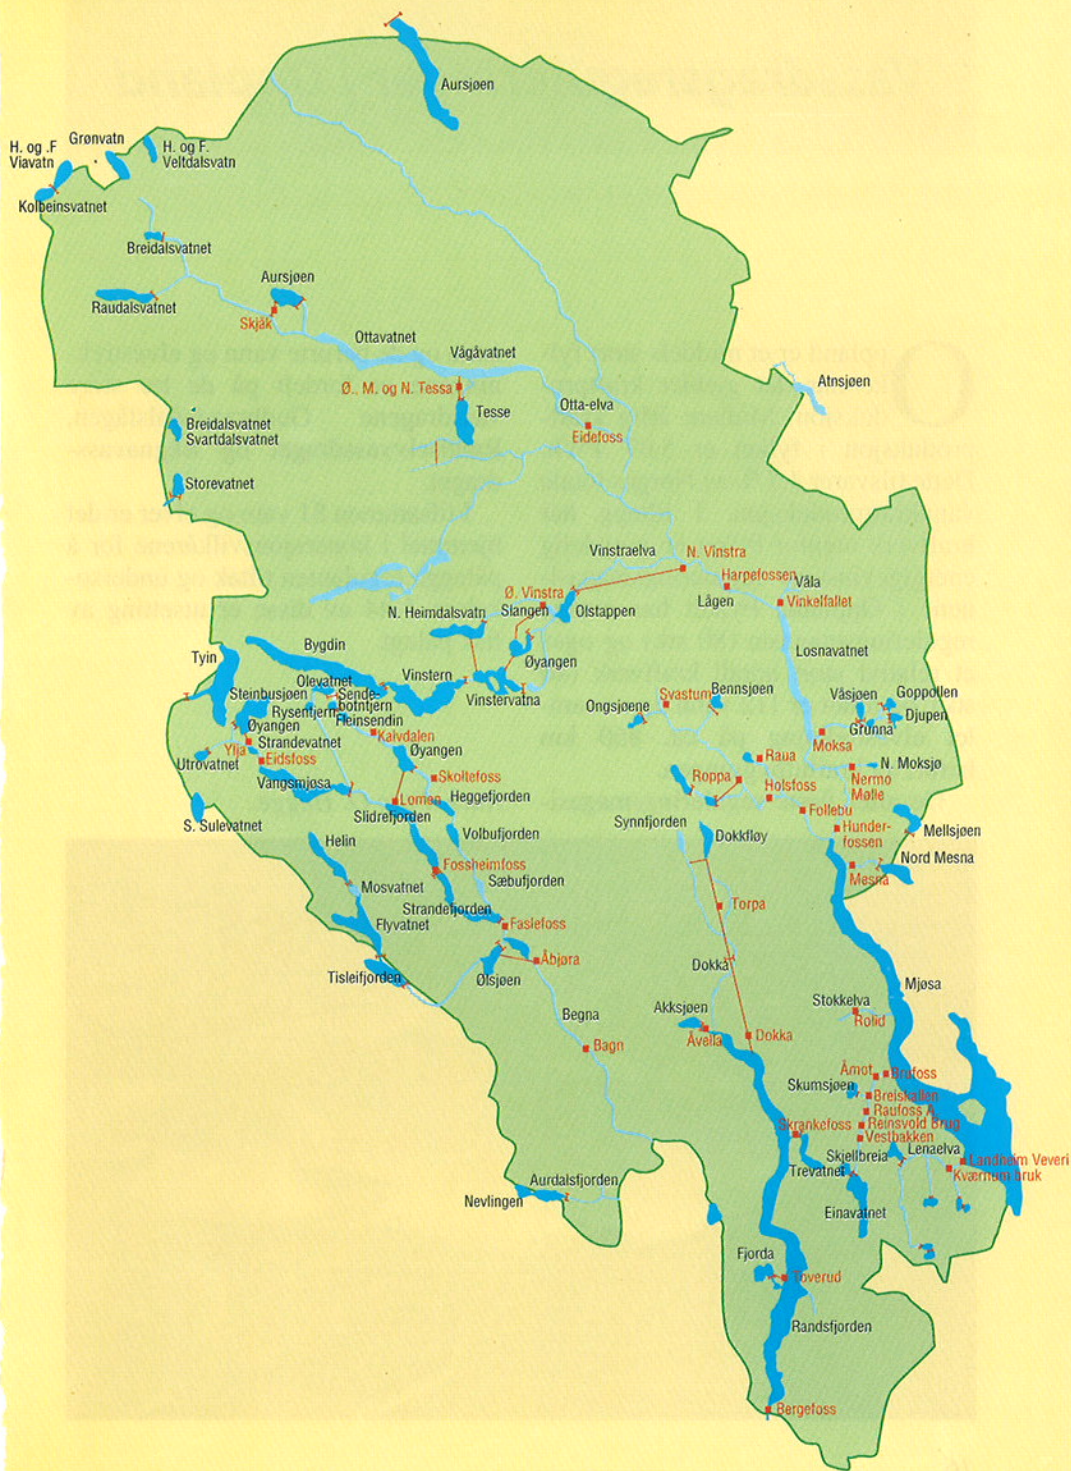 Aursjøen
H. og .F
Viavatn
Grønvatn
H. og F.
Veltdalsvatn
Kolbeinsvatnet
Breidalsvatnet
Raudalsvatnet
Aursjøen
Skjåk
Ottavatnet
Vågåvatnet
Ø., M. og N. Tessa
Tesse
Otta-elva
Eidefoss
Atnsjøen
Breidalsvatnet
Svartdalsvatnet
Storevatnet
Vinstraelva
N. Vinstra
Harpefossen
Våla
Lågen
Vinkelfallet
Ø. Vinstra
N. Heimdalsvatn
Slangen
Olstappen
Losnavatnet
Bygdin
Øyangen
Tyin
Vinstern
Vinstervatna
Olevatnet
Steinbusjøen
Sende-
botntjern
Rysentjern
Fleinsendin
Øyangen
Kalvdalen
Ylja
Strandevatnet
Øyangen
Utrovatnet
Eidsfoss
Vangsmjøsa
Skoltefoss
Lomen
Heggefjorden
Slidrefjorden
S. Sulevatnet
Volbufjorden
Helin
Fossheimfoss
Sæbufjorden
Mosvatnet
Strandefjorden
Flyvatnet
Faslefoss
Tisleifjorden
Ølsjøen
Åbjøra
Begna
Bagn
Svastum
Bennsjøen
Ongsjøene
Våsjøen
Goppollen
Djupen
Grunna
Moksa
Raua
N. Moksjø
Roppa
Holsfoss
Nermo
Mølle
Follebu
Synnfjorden
Dokkfløy
Hunder-
fossen
Mellsjøen
Nord Mesna
Mesna
Torpa
Dokka
Mjøsa
Akksjøen
Stokkelva
Rolid
Åvella
Dokka
Åmot
Brufoss
Skumsjøen
Breiskallen
Raufoss A
Reinsvold Brug
Skrankefoss
Vestbakken
Skjellbreia
Lenaelva
Landheim Veveri
Trevatnet
Kværnum bruk
Einavatnet
Aurdalsfjorden
Nevlingen
Fjorda
Toverud
Randsfjorden
Bergefoss